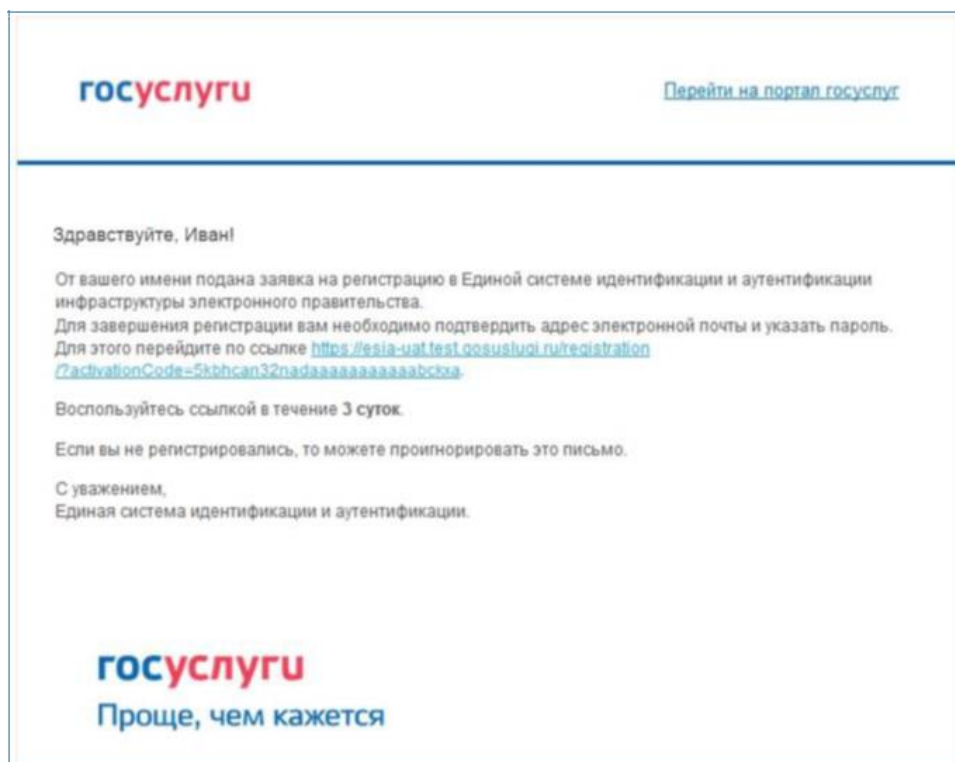 госуслуги
Перейти на портал госуслуг
Здравствуйте, Иван!
От вашего имени подана заявка на регистрацию в Единой системе идентификации и аутентификации
инфраструктуры электронного правительства.
Для завершения регистрации вам необходимо подтвердить адрес электронной почты и указать пароль.
Для этого перейдите по ссылке https://esia-uat.test.gosuslugi.ru/registration
/?activationCode=5kbhcan32nadaaaaaaaaaaabckxa.
Воспользуйтесь ссылкой в течение 3 суток.
Если вы не регистрировались, то можете проигнорировать это письмо.
С уважением,
Единая система идентификации и аутентификации.
госуслуги
Проще, чем кажется